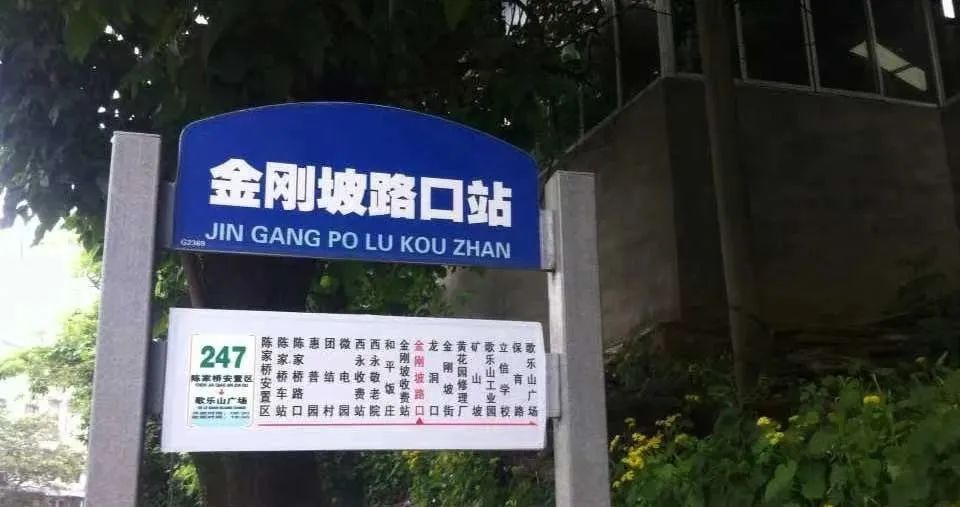 金刚坡路口站
JIN GANG PO LU KOU ZHAN
G2369
247
陈家桥安置区
歌乐山广场
陈家桥安置区
陈家桥车站
陈家桥路口
惠普园
团结村
微电园
西永收费站
西永敬老院
和平饭庄
金刚坡收费站
金刚坡路口
龙洞口
金刚坡街
黄花园修理厂
矿山坡
歌乐山工业园
立信学校
保育路
歌乐山广场